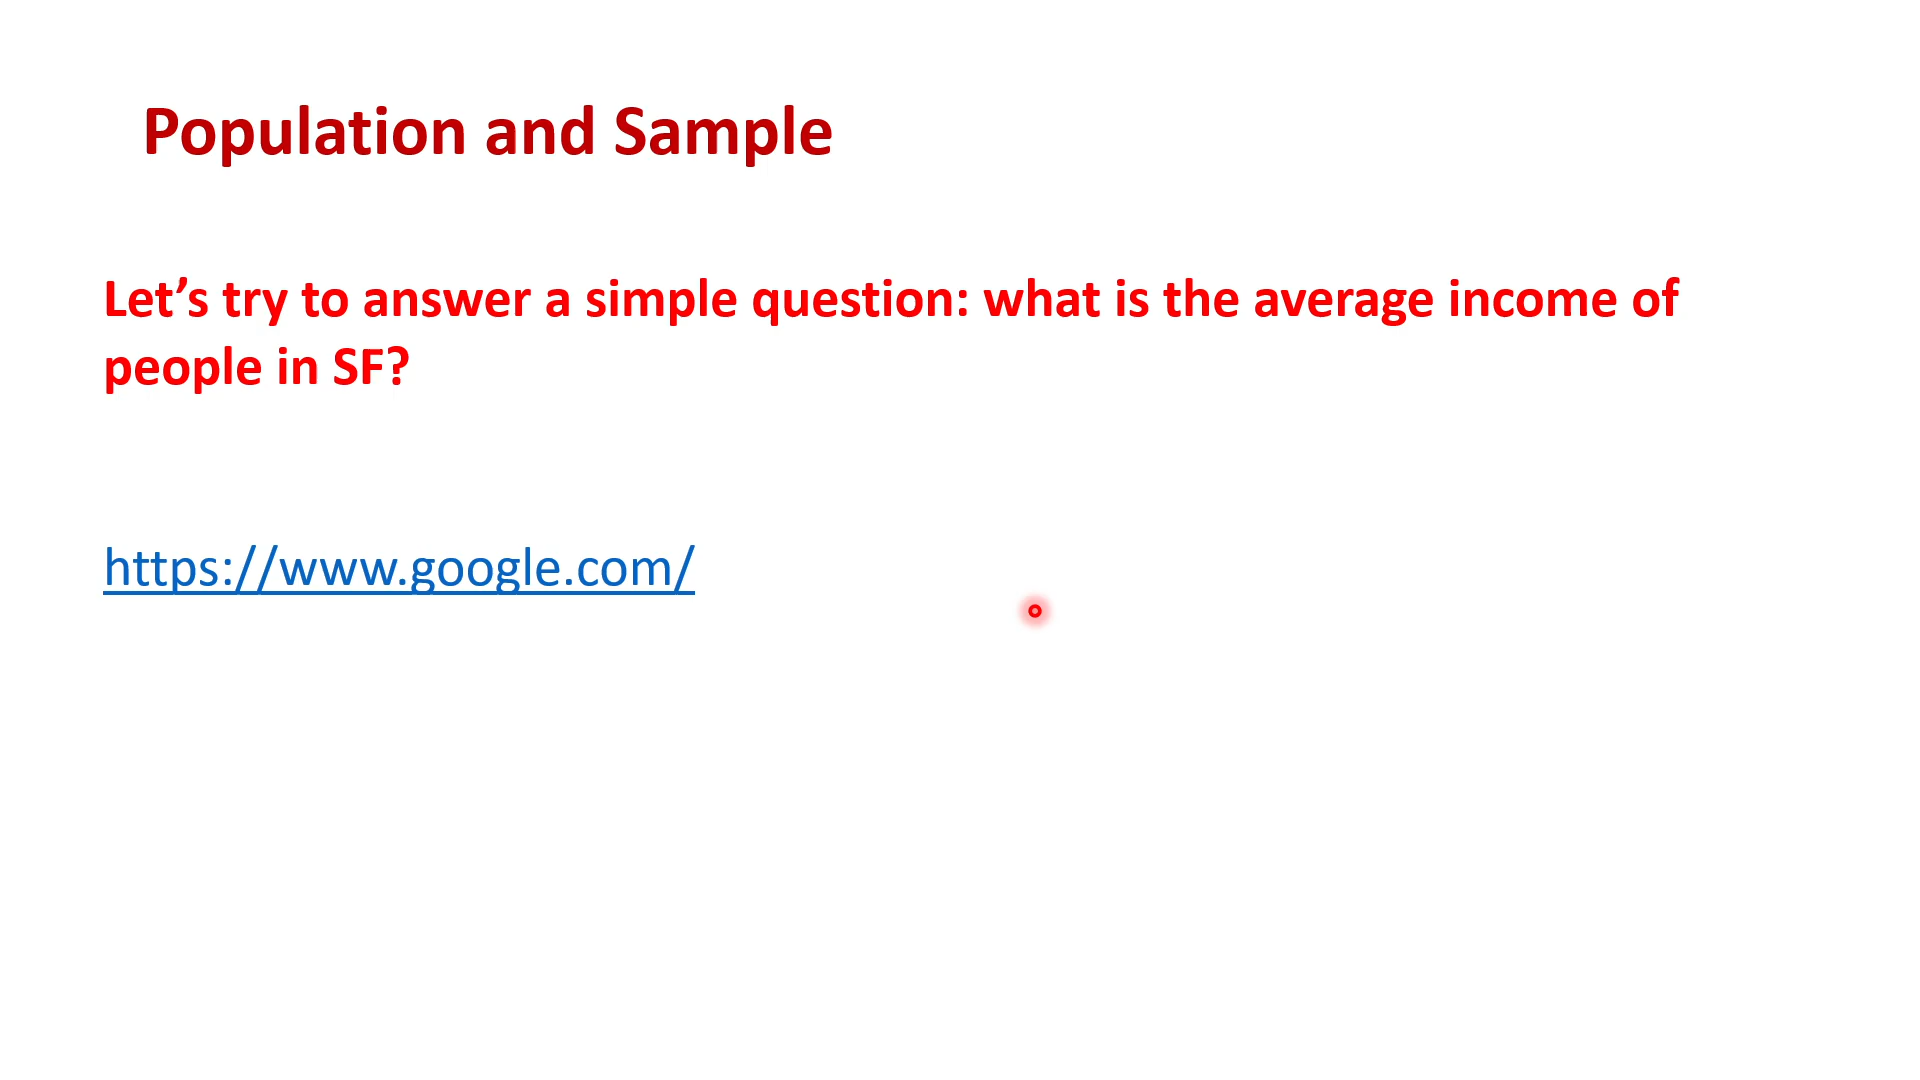 Population and Sample
Let’s try to answer a simple question: what is the average income of
people in SF?
https://www.google.com/